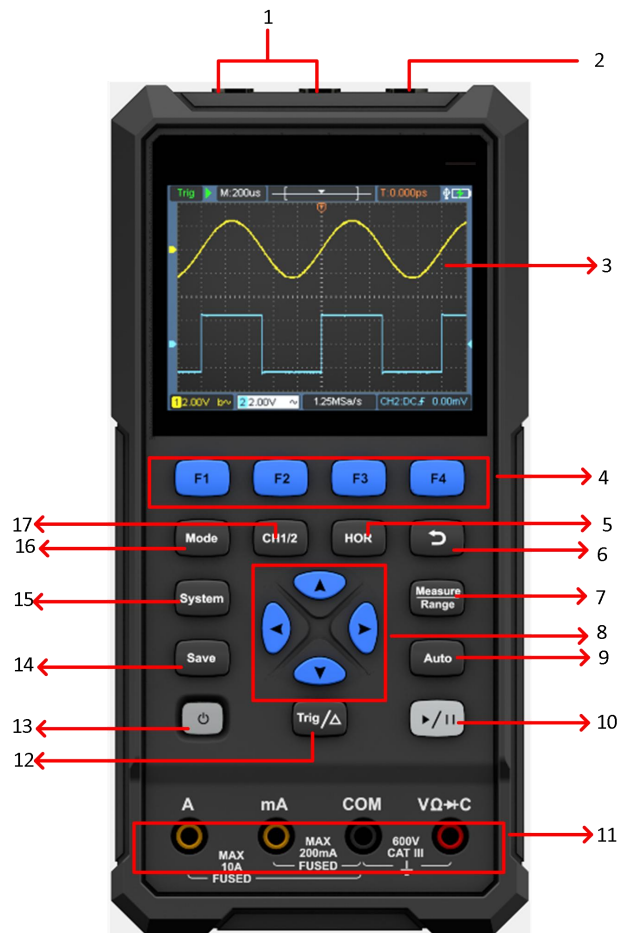 1
2
Trig M:200us T:0.000ps
3
1 2.00V 2 2.00V 1.25MSa/s CH2:DC 0.00mV
F1 F2 F3 F4
4
17
5
Mode CH1/2 HOR
16
6
System Measure
Range
15
7
8
Save Auto
14
9
13
Trig/△
▶/II
10
12
A mA COM VΩC
11
MAX
10A
FUSED
MAX
200mA
FUSED
600V
CAT III